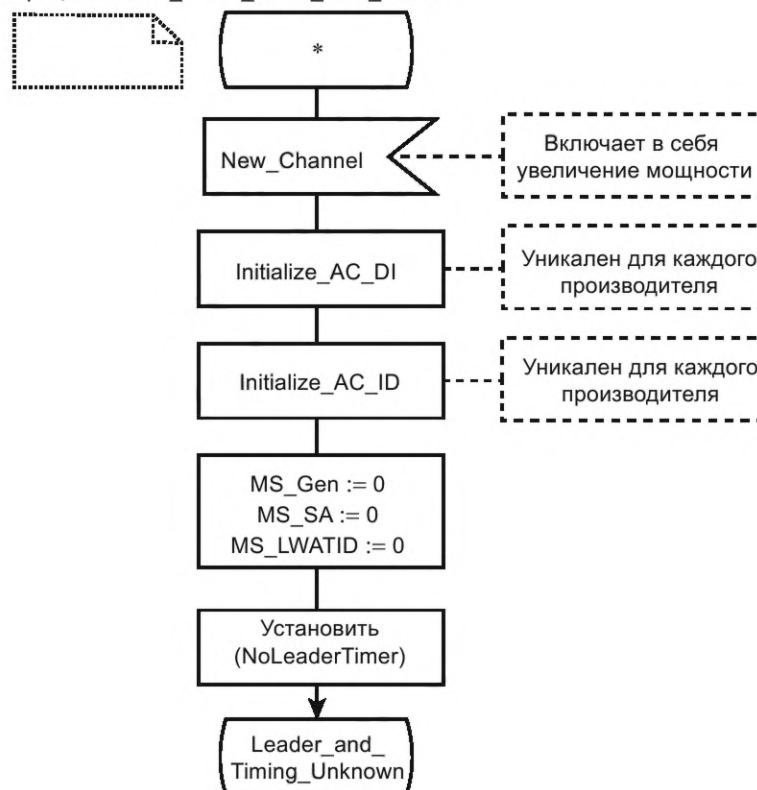 *
New_Channel
Включает в себя
увеличение мощности
Initialize_AC_DI
Уникален для каждого
производителя
Initialize_AC_ID
Уникален для каждого
производителя
MS_Gen := 0
MS_SA := 0
MS_LWATID := 0
Установить
(NoLeaderTimer)
Leader_and_
Timing_Unknown